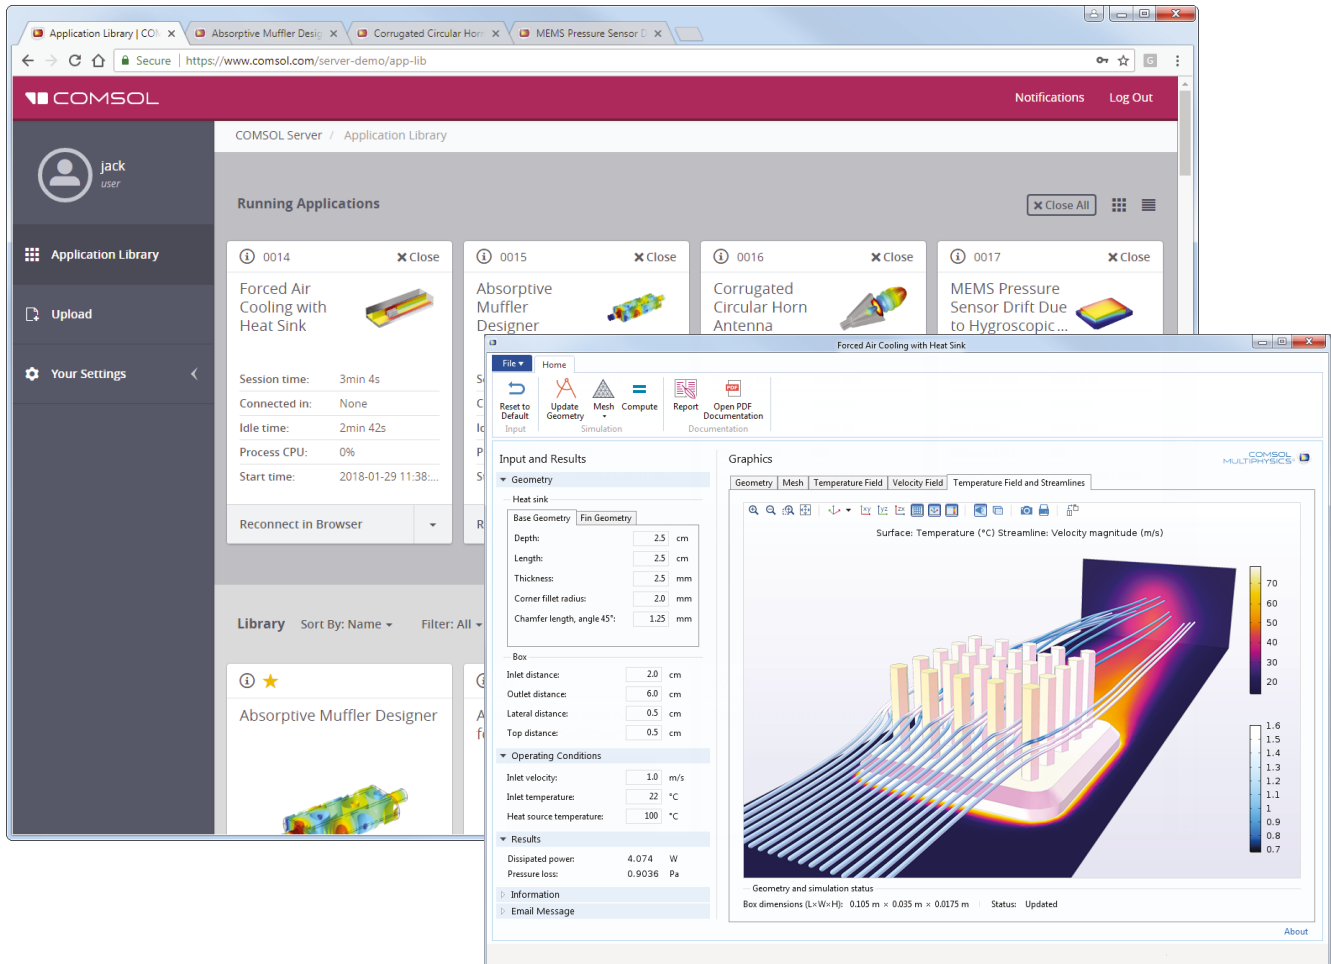 Application Library | COM
Absorptive Muffler Desig
Corrugated Circular Horn
MEMS Pressure Sensor D
Secure
https://www.comsol.com/server-demo/app-lib
G
COMSOL
Notifications
Log Out
jack
user
Application Library
Upload
Your Settings
COMSOL Server / Application Library
Running Applications
Close All
0014
Close
Forced Air
Cooling with
Heat Sink
Session time: 3min 4s
Connected in: None
Idle time: 2min 42s
Process CPU: 0%
Start time: 2018-01-29 11:38:...
Reconnect in Browser
0015
Close
Absorptive
Muffler
Designer
0016
Close
Corrugated
Circular Horn
Antenna
0017
Close
MEMS Pressure
Sensor Drift Due
to Hygroscopic...
Library
Sort By: Name
Filter: All
Absorptive Muffler Designer
Forced Air Cooling with Heat Sink
File
Home
Reset to
Default
Input
Update
Geometry
Mesh
Compute
Simulation
Report
PDF
Open PDF
Documentation
Documentation
Input and Results
Geometry
Heat sink
Base Geometry
Fin Geometry
Depth: 2.5 cm
Length: 2.5 cm
Thickness: 2.5 mm
Corner fillet radius: 2.0 mm
Chamfer length, angle 45°: 1.25 mm
Box
Inlet distance: 2.0 cm
Outlet distance: 6.0 cm
Lateral distance: 0.5 cm
Top distance: 0.5 cm
Operating Conditions
Inlet velocity: 1.0 m/s
Inlet temperature: 22 °C
Heat source temperature: 100 °C
Results
Dissipated power: 4.074 W
Pressure loss: 0.9036 Pa
Information
Email Message
Graphics
COMSOL
MULTIPHYSICS®
Geometry
Mesh
Temperature Field
Velocity Field
Temperature Field and Streamlines
xy
yz
zx
Surface: Temperature (°C) Streamline: Velocity magnitude (m/s)
70
60
50
40
30
20
1.6
1.5
1.4
1.3
1.2
1.1
1
0.9
0.8
0.7
Geometry and simulation status
Box dimensions (L×W×H): 0.105 m × 0.035 m × 0.0175 m
Status: Updated
About